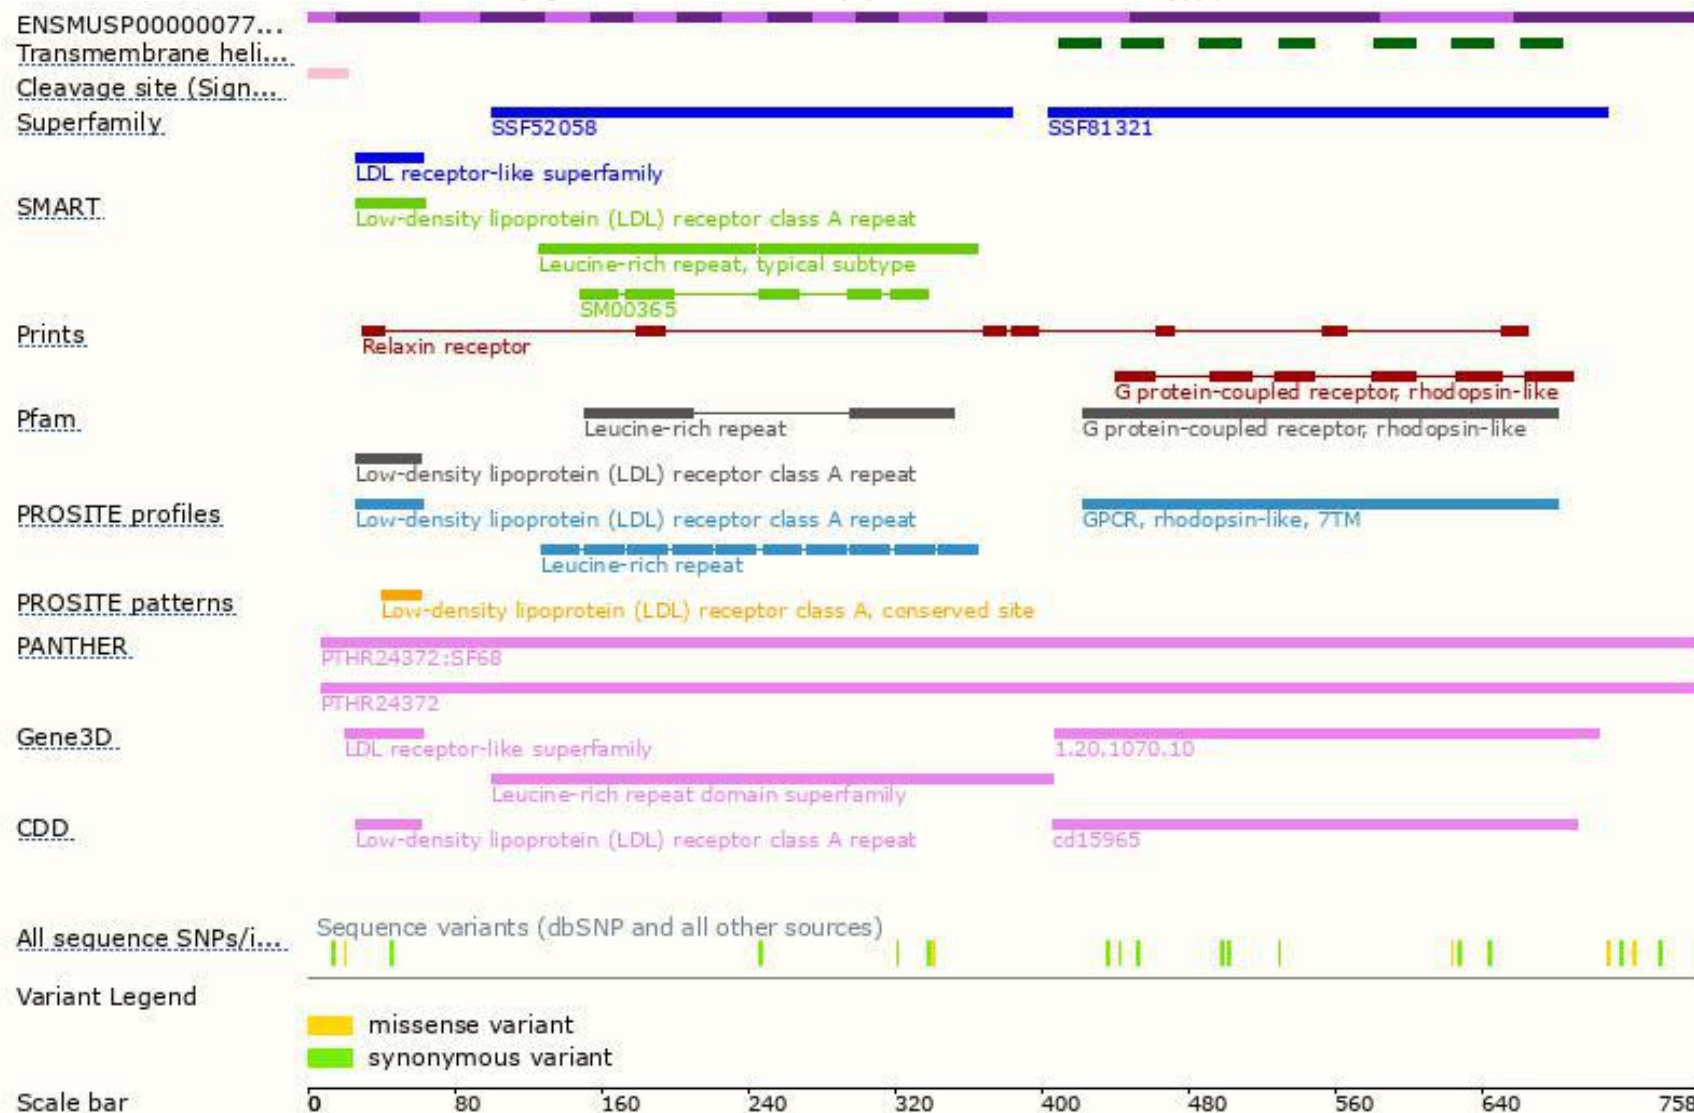 ENSMUSP00000077...
Transmembrane heli...
Cleavage site (Sign...
Superfamily
SSF52058
SSF81321
LDL receptor-like superfamily
SMART
Low-density lipoprotein (LDL) receptor class A repeat
Leucine-rich repeat, typical subtype
SM00365
Prints
Relaxin receptor
G protein-coupled receptor, rhodopsin-like
Pfam
Leucine-rich repeat
G protein-coupled receptor, rhodopsin-like
Low-density lipoprotein (LDL) receptor class A repeat
PROSITE profiles
Low-density lipoprotein (LDL) receptor class A repeat
GPCR, rhodopsin-like, 7TM
Leucine-rich repeat
PROSITE patterns
Low-density lipoprotein (LDL) receptor class A, conserved site
PANTHER
PTHR24372:SF68
PTHR24372
Gene3D
LDL receptor-like superfamily
1.20.1070.10
Leucine-rich repeat domain superfamily
CDD
Low-density lipoprotein (LDL) receptor class A repeat
cd15965
Sequence variants (dbSNP and all other sources)
All sequence SNPs/i...
Variant Legend
missense variant
synonymous variant
Scale bar 0 80 160 240 320 400 480 560 640 758